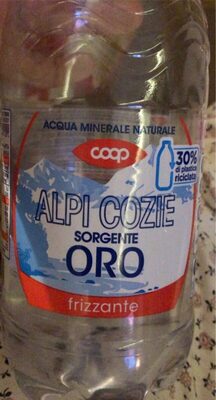 ACQUA MINERALE NATURALE
coop
30%
di plastica
riciclata
ALPI COZIE
SORGENTE
ORO
frizzante